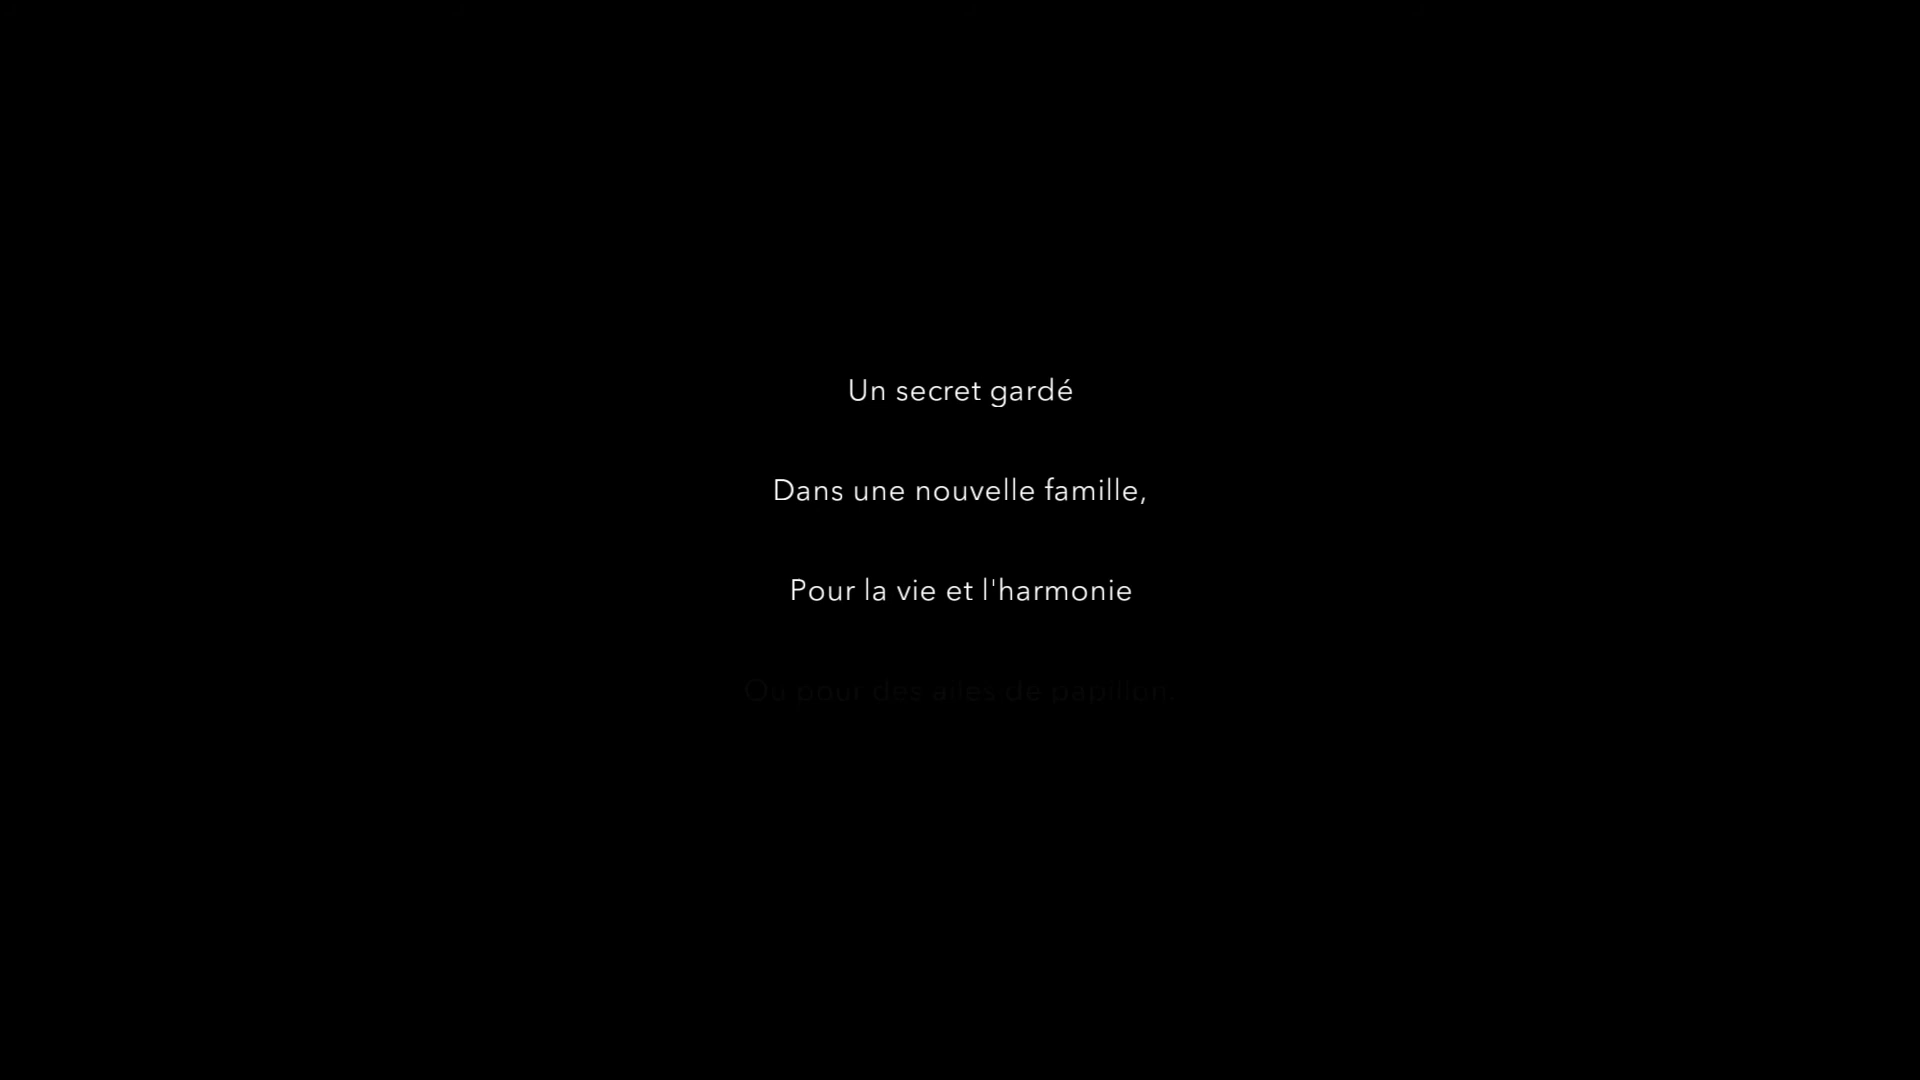 Un secret gardé
Dans une nouvelle famille,
Pour la vie et l'harmonie
Ou pour des ailes de papillon.